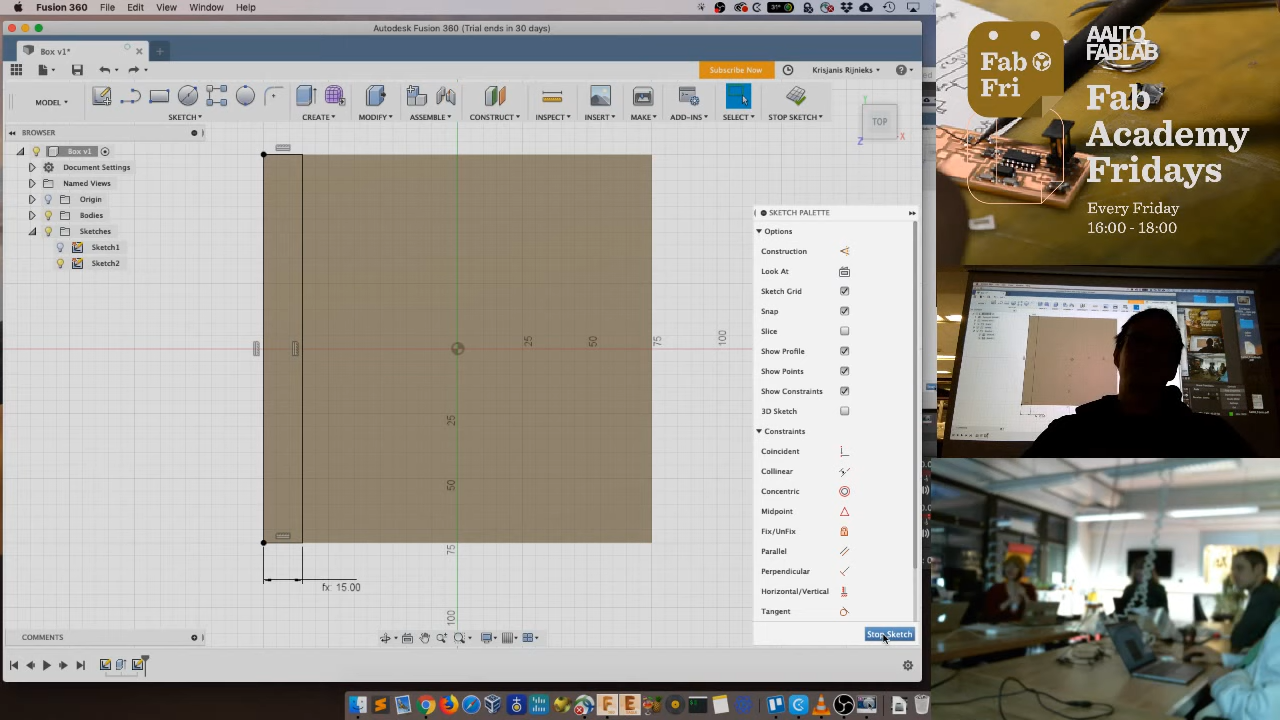 Fusion 360 File Edit View Window Help
Autodesk Fusion 360 (Trial ends in 30 days)
Box v1*
Subscribe Now
Krisjanis Rijnieks
MODEL
SKETCH CREATE MODIFY ASSEMBLE CONSTRUCT INSPECT INSERT MAKE ADD-INS SELECT STOP SKETCH
BROWSER
Box v1
Document Settings
Named Views
Origin
Bodies
Sketches
Sketch1
Sketch2
TOP
Z
X
Y
25
50
75
100
25
50
75
100
fx: 15.00
SKETCH PALETTE
Options
Construction
Look At
Sketch Grid
Snap
Slice
Show Profile
Show Points
Show Constraints
3D Sketch
Constraints
Coincident
Collinear
Concentric
Midpoint
Fix/UnFix
Parallel
Perpendicular
Horizontal/Vertical
Tangent
Stop Sketch
COMMENTS
Fab
Fri
AALTO
FABLAB
Fab
Academy
Fridays
Every Friday
16:00 - 18:00